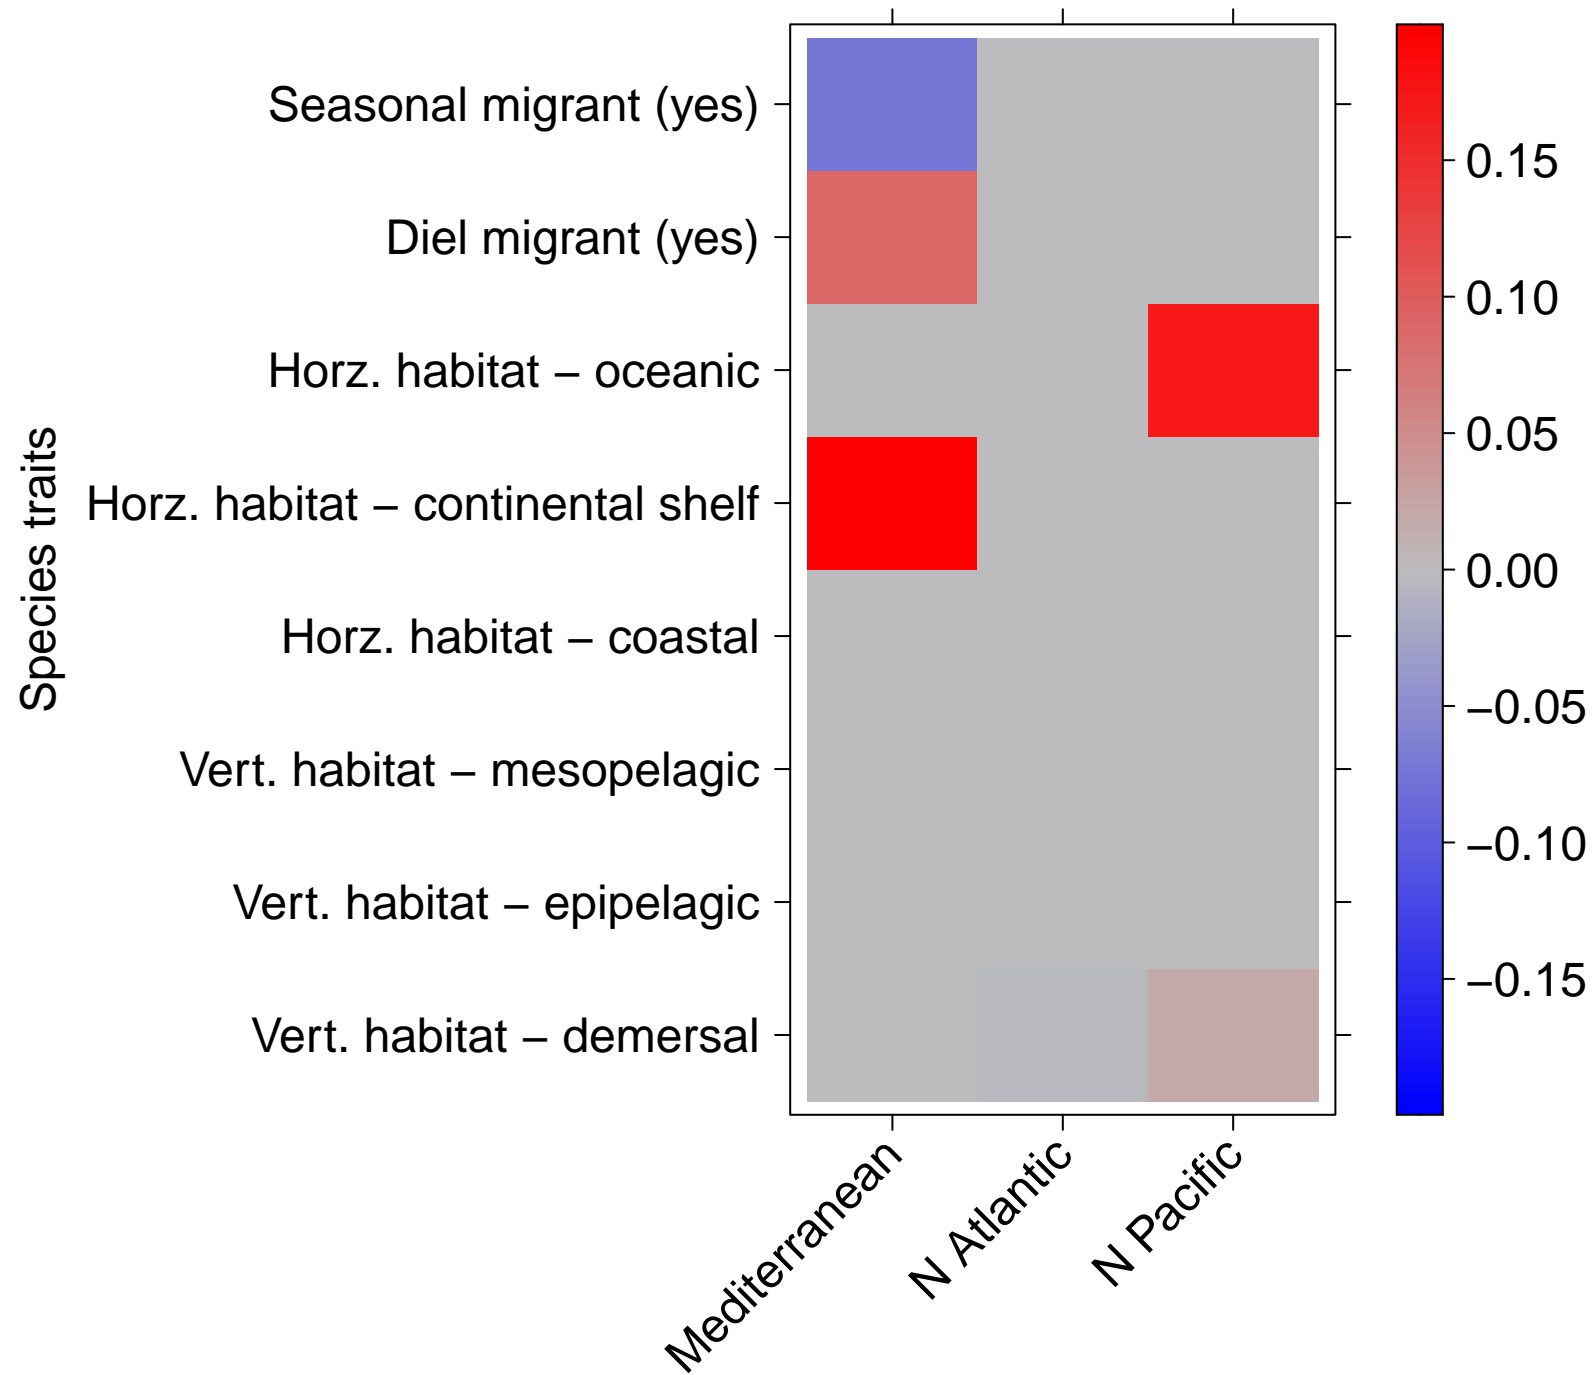 Species traits
Seasonal migrant (yes)
Diel migrant (yes)
Horz. habitat – oceanic
Horz. habitat – continental shelf
Horz. habitat – coastal
Vert. habitat – mesopelagic
Vert. habitat – epipelagic
Vert. habitat – demersal
Mediterranean
N Atlantic
N Pacific
0.15
0.10
0.05
0.00
−0.05
−0.10
−0.15